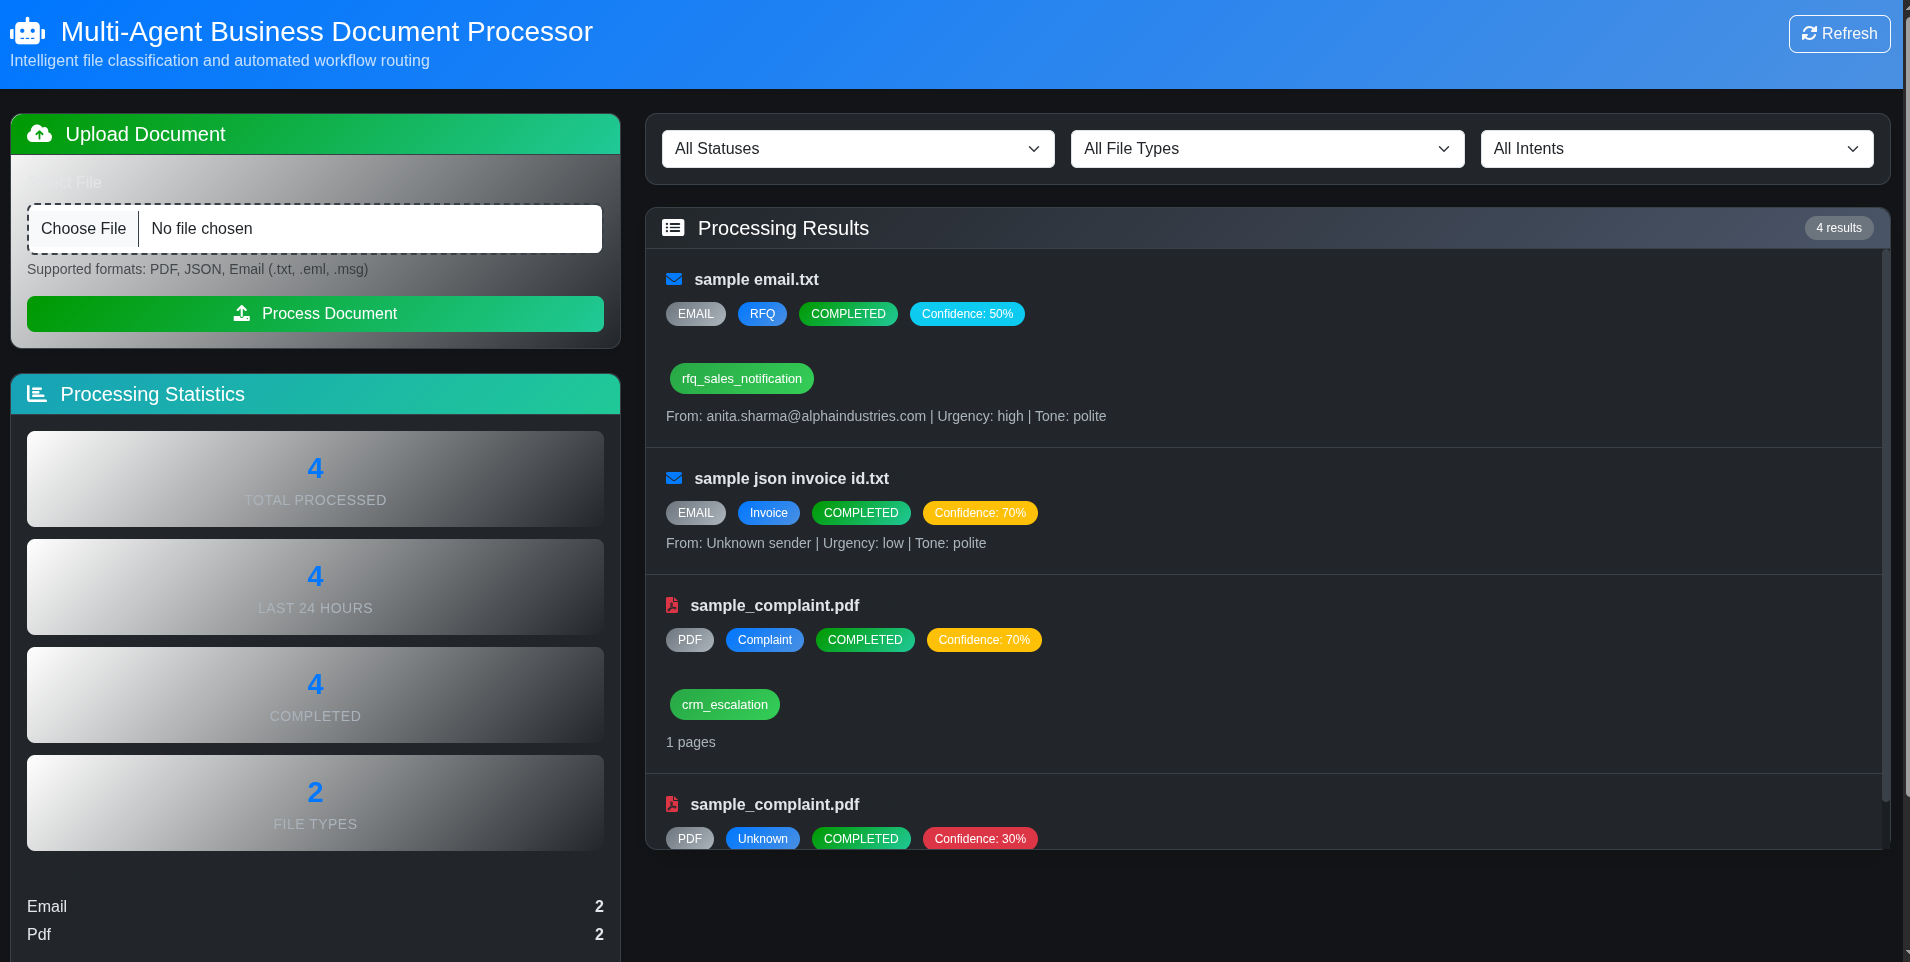 Multi-Agent Business Document Processor
Intelligent file classification and automated workflow routing
Refresh
Upload Document
Select File
Choose File No file chosen
Supported formats: PDF, JSON, Email (.txt, .eml, .msg)
Process Document
Processing Statistics
4
TOTAL PROCESSED
4
LAST 24 HOURS
4
COMPLETED
2
FILE TYPES
Email 2
Pdf 2
All Statuses All File Types All Intents
Processing Results 4 results
sample email.txt
EMAIL RFQ COMPLETED Confidence: 50%
rfq_sales_notification
From: anita.sharma@alphaindustries.com | Urgency: high | Tone: polite
sample json invoice id.txt
EMAIL Invoice COMPLETED Confidence: 70%
From: Unknown sender | Urgency: low | Tone: polite
sample_complaint.pdf
PDF Complaint COMPLETED Confidence: 70%
crm_escalation
1 pages
sample_complaint.pdf
PDF Unknown COMPLETED Confidence: 30%